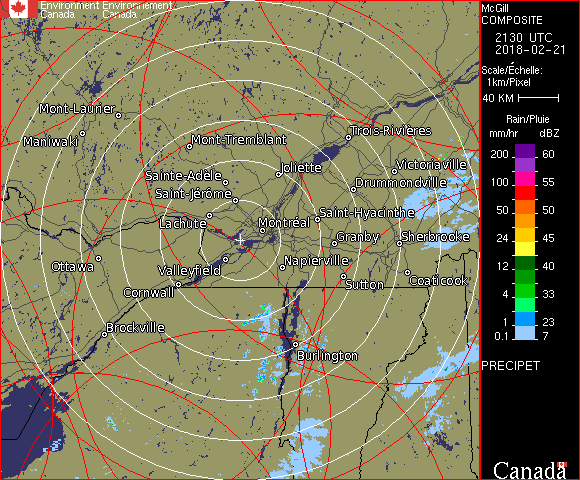 Environment Environnement
Canada Canada
McGill
COMPOSITE
2130 UTC
2018-02-21
Scale/Échelle:
1km/Pixel
40 KM
Rain/Pluie
mm/hr dBZ
200 60
100 55
50 50
24 45
12 40
4 33
1 23
0.1 7
PRECIPET
Canada
Mont-Laurier
Maniwaki
Mont-Tremblant
Trois-Rivières
Sainte-Adèle
Joliette
Victoriaville
Saint-Jérôme
Drummondville
Lachute
Montréal
Saint-Hyacinthe
Granby
Sherbrooke
Ottawa
Valleyfield
Napierville
Cornwall
Sutton
Coaticook
Brockville
Burlington